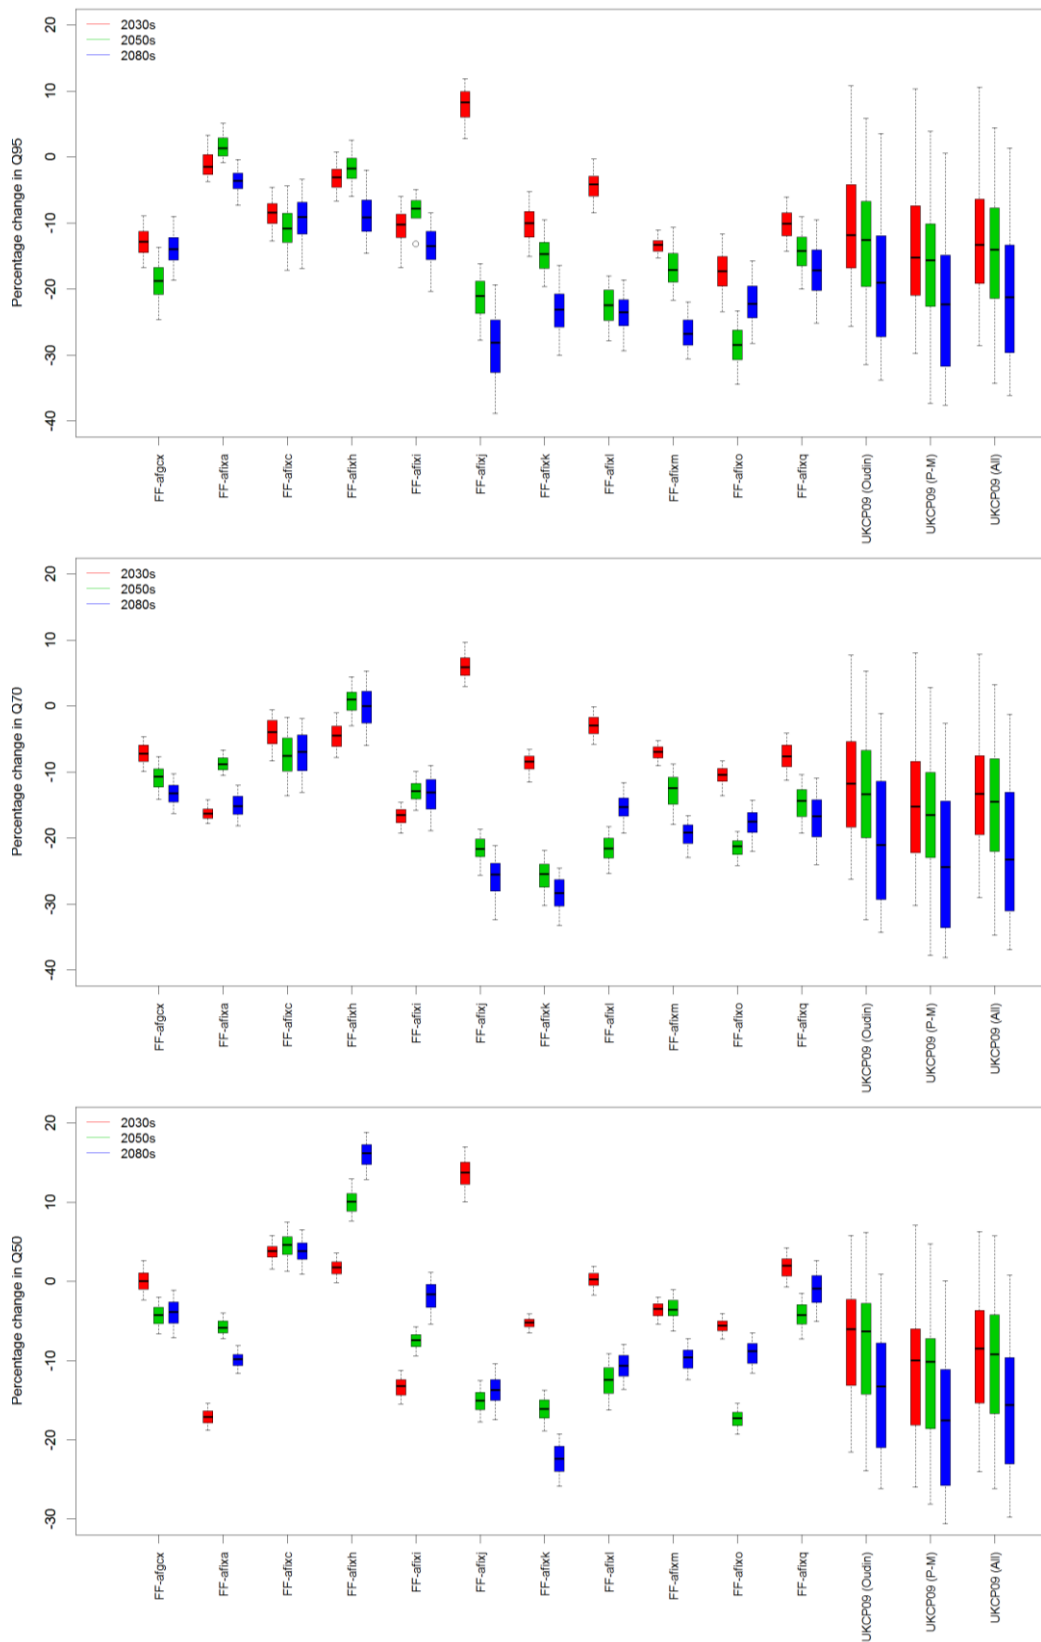 2030s
2050s
2080s
Percentage change in Q95
20
10
0
-10
-20
-30
-40
FF-afgcx
FF-afixa
FF-afixc
FF-afixh
FF-afixi
FF-afixj
FF-afixk
FF-afixl
FF-afixm
FF-afixo
FF-afixq
UKCP09 (Oudin)
UKCP09 (P-M)
UKCP09 (All)
2030s
2050s
2080s
Percentage change in Q70
20
10
0
-10
-20
-30
-40
FF-afgcx
FF-afixa
FF-afixc
FF-afixh
FF-afixi
FF-afixj
FF-afixk
FF-afixl
FF-afixm
FF-afixo
FF-afixq
UKCP09 (Oudin)
UKCP09 (P-M)
UKCP09 (All)
2030s
2050s
2080s
Percentage change in Q50
20
10
0
-10
-20
-30
FF-afgcx
FF-afixa
FF-afixc
FF-afixh
FF-afixi
FF-afixj
FF-afixk
FF-afixl
FF-afixm
FF-afixo
FF-afixq
UKCP09 (Oudin)
UKCP09 (P-M)
UKCP09 (All)